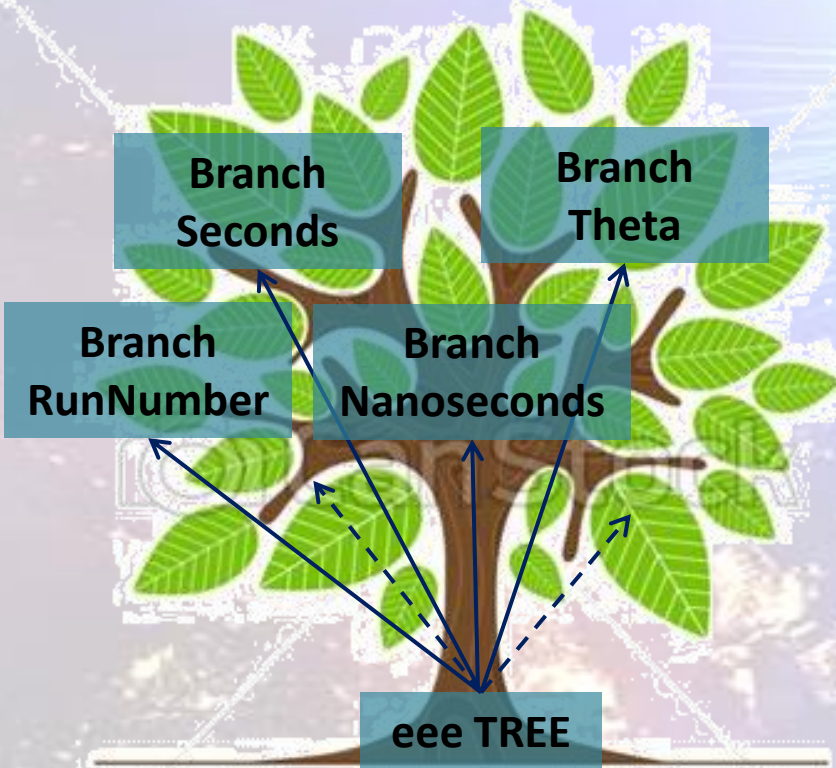 Branch
Seconds
Branch
Theta
Branch
RunNumber
Branch
Nanoseconds
eee TREE